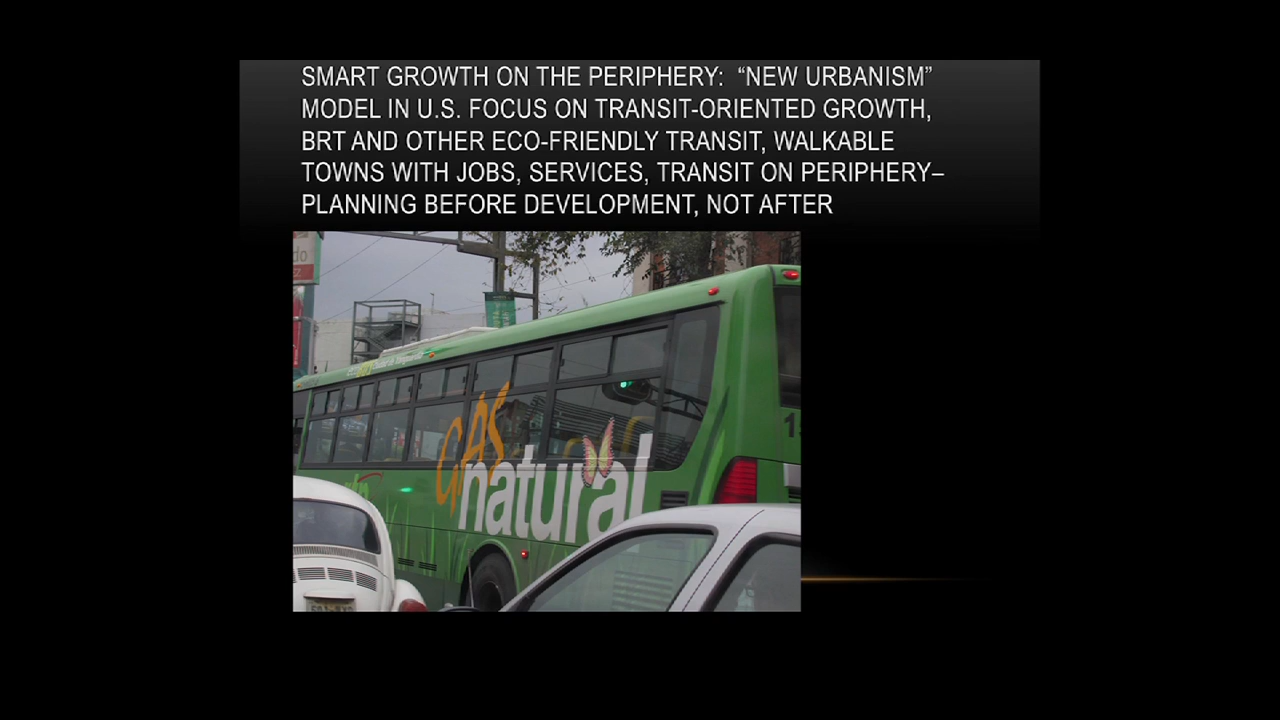 SMART GROWTH ON THE PERIPHERY: “NEW URBANISM”
MODEL IN U.S. FOCUS ON TRANSIT-ORIENTED GROWTH,
BRT AND OTHER ECO-FRIENDLY TRANSIT, WALKABLE
TOWNS WITH JOBS, SERVICES, TRANSIT ON PERIPHERY–
PLANNING BEFORE DEVELOPMENT, NOT AFTER
do
GAS
natural